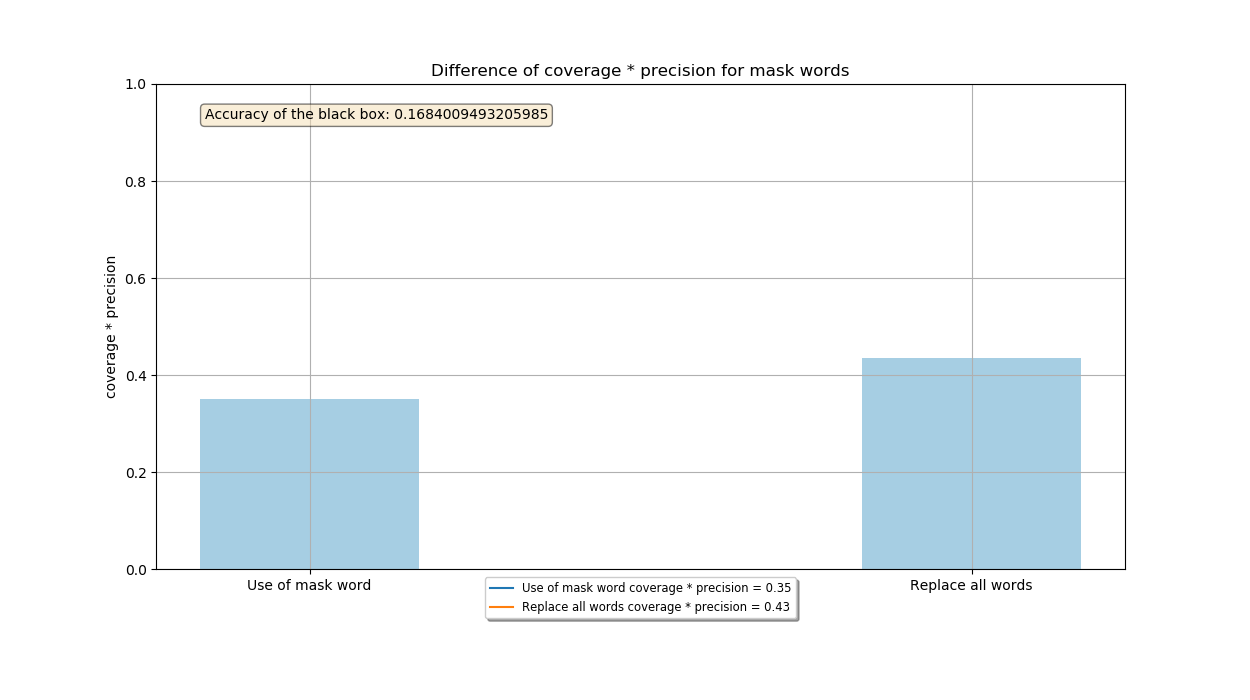 Difference of coverage * precision for mask words
1.0
Accuracy of the black box: 0.1684009493205985
0.8
0.6
coverage * precision
0.4
0.2
0.0
Use of mask word
Replace all words
Use of mask word coverage * precision = 0.35
Replace all words coverage * precision = 0.43